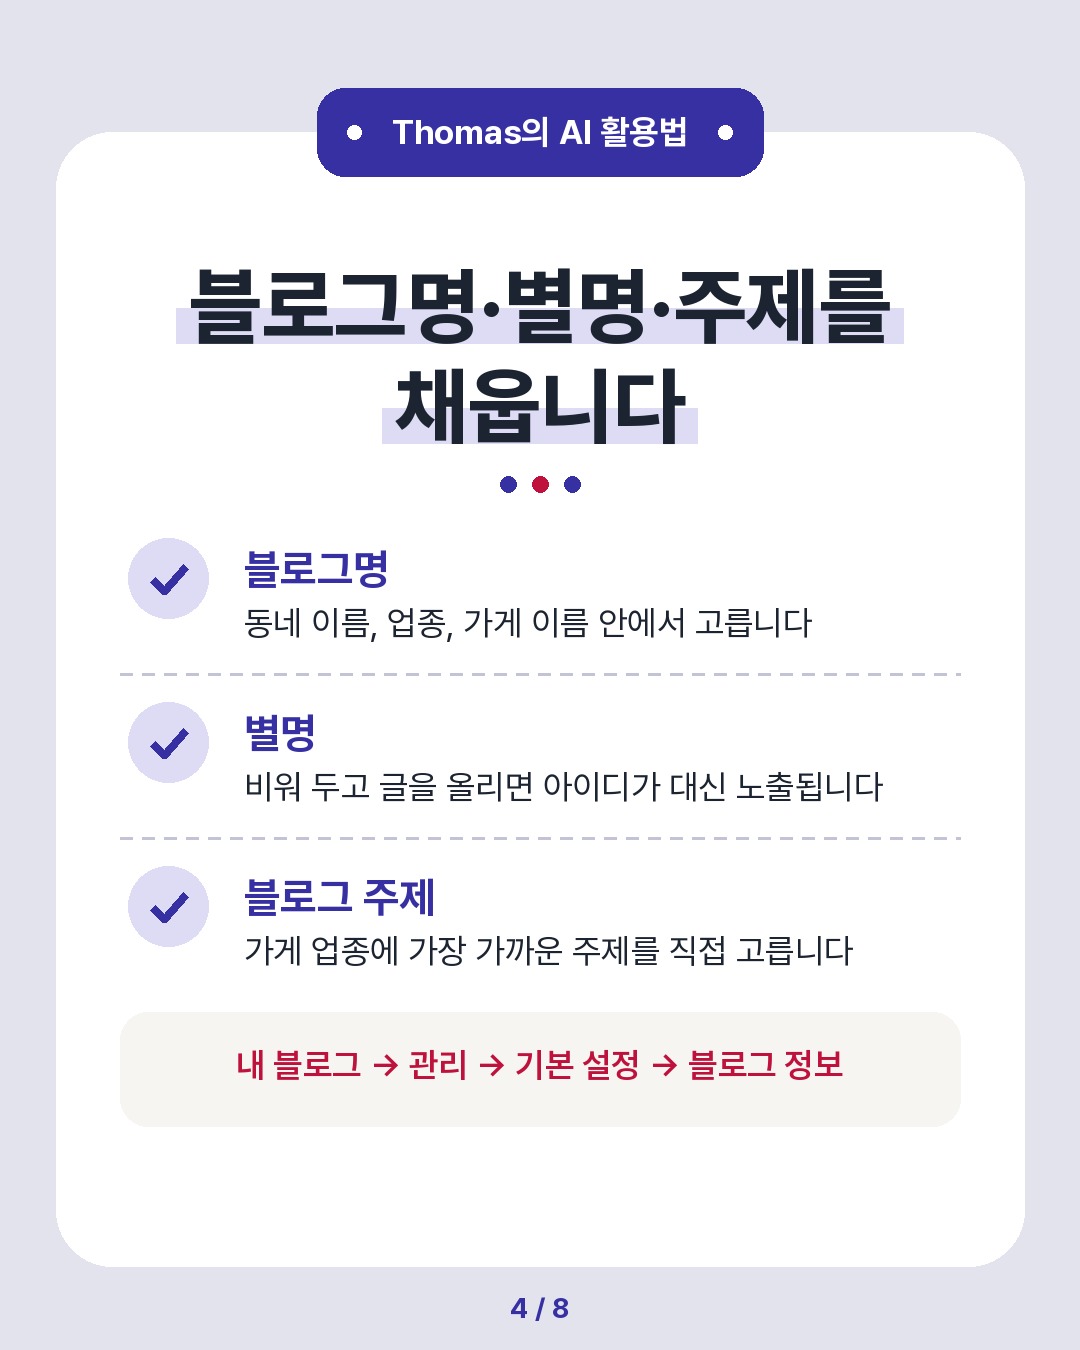 Thomas의 AI 활용법
블로그명·별명·주제를
채웁니다
블로그명
동네 이름, 업종, 가게 이름 안에서 고릅니다
별명
비워 두고 글을 올리면 아이디가 대신 노출됩니다
블로그 주제
가게 업종에 가장 가까운 주제를 직접 고릅니다
내 블로그 → 관리 → 기본 설정 → 블로그 정보
4 / 8